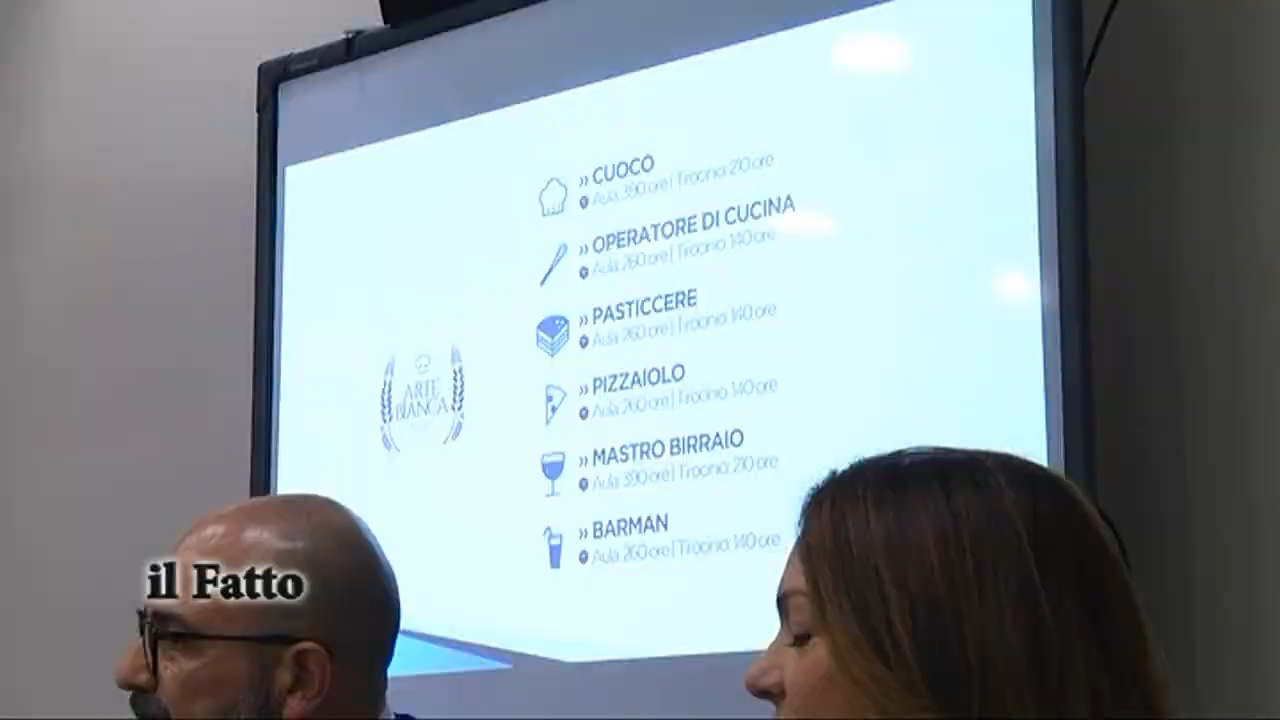 » CUOCO
Aula: 390 ore | Tirocinio: 210 ore
» OPERATORE DI CUCINA
Aula: 260 ore | Tirocinio: 140 ore
» PASTICCERE
Aula: 260 ore | Tirocinio: 140 ore
» PIZZAIOLO
Aula: 260 ore | Tirocinio: 140 ore
» MASTRO BIRRAIO
Aula: 390 ore | Tirocinio: 210 ore
» BARMAN
Aula: 260 ore | Tirocinio: 140 ore
ARTE
BIANCA
il Fatto